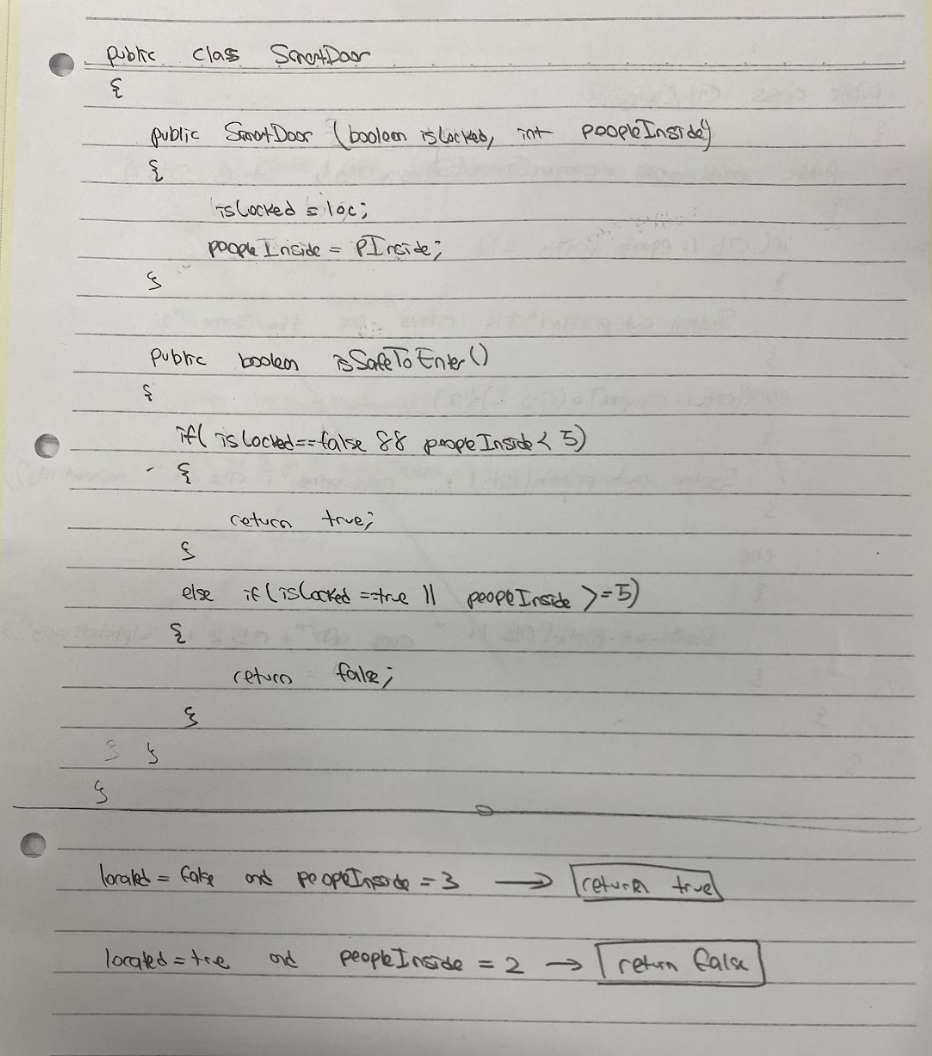 public class SmartDoor
{
public SmartDoor (boolean isLocked, int peopleInside)
{
isLocked = loc;
peopleInside = PInside;
}
public boolean isSafeToEnter()
{
if( isLocked==false && peopleInside < 5)
{
return true;
}
else if(isLocked ==true || peopleInside >=5)
{
return false;
}
} }
}
locked = false and peopleInside = 3 → return true
locked = true and peopleInside = 2 → return false